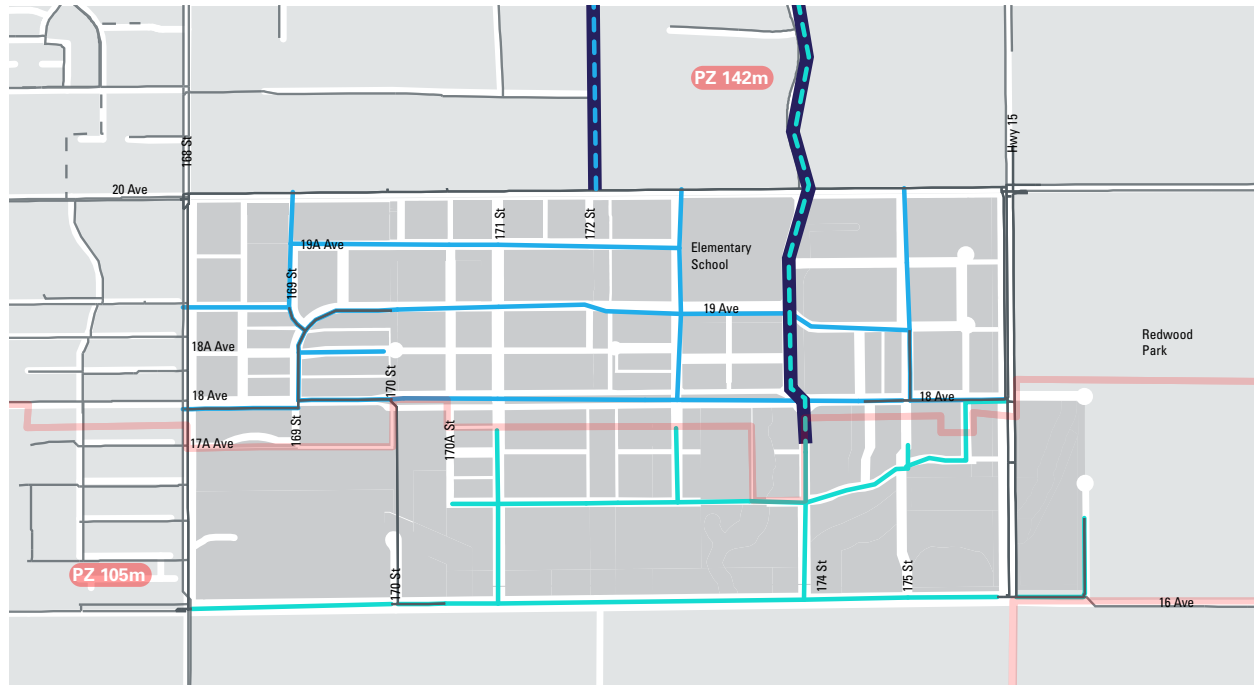 PZ 142m
168 St
Hwy 15
20 Ave
171 St
172 St
19A Ave
Elementary
School
169 St
19 Ave
18A Ave
Redwood
Park
170 St
18 Ave
18 Ave
169 St
17A Ave
170A St
PZ 105m
170 St
174 St
175 St
16 Ave